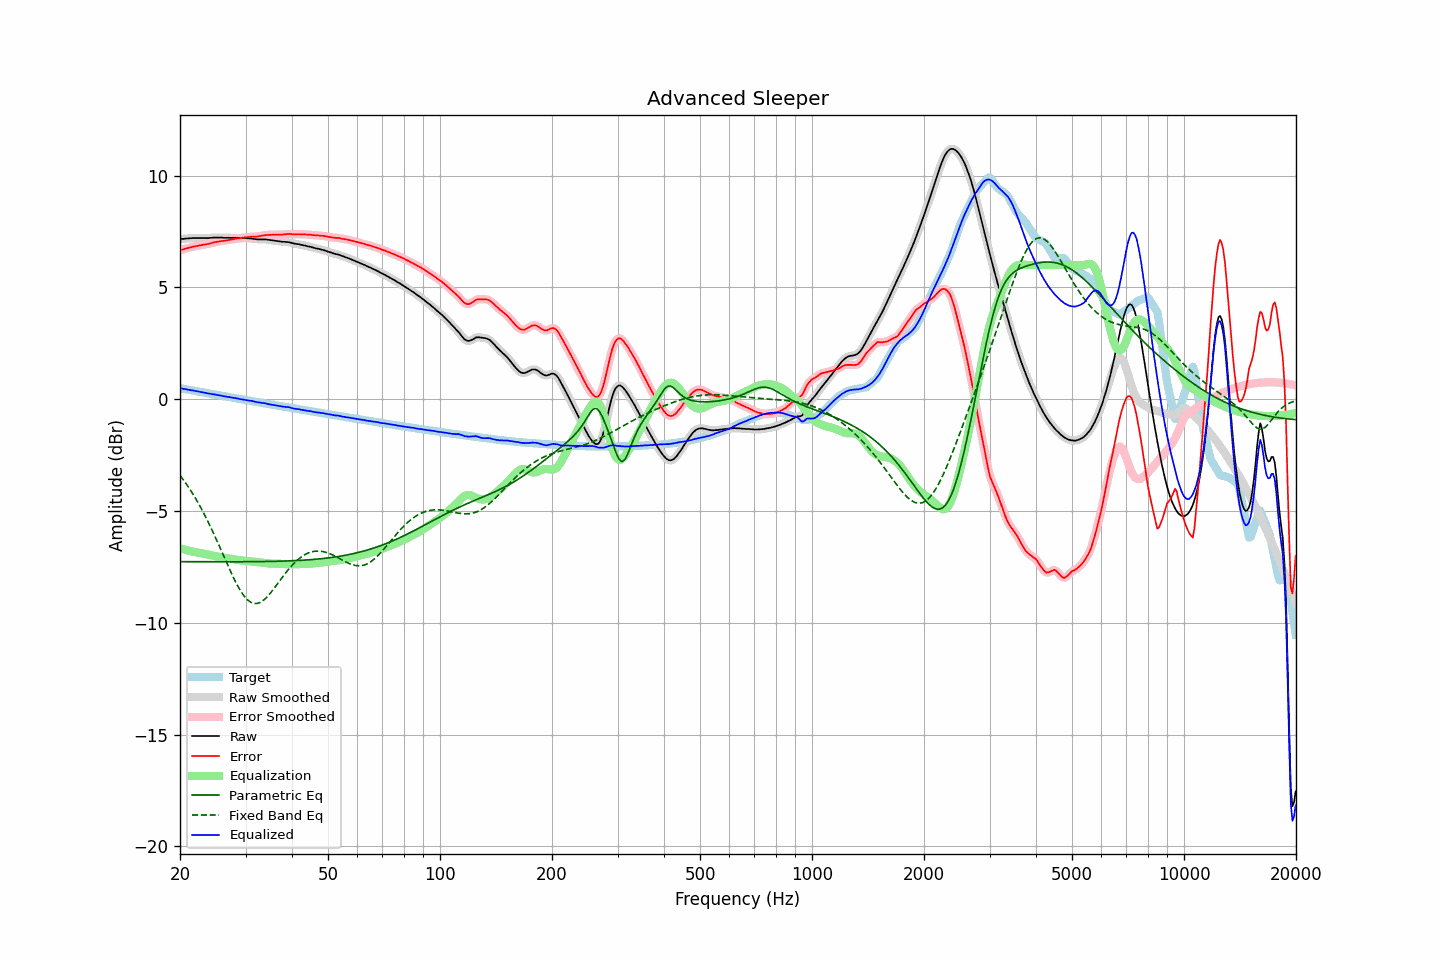 Advanced Sleeper
Amplitude (dBr)
10
5
0
−5
−10
−15
−20
Target
Raw Smoothed
Error Smoothed
Raw
Error
Equalization
Parametric Eq
Fixed Band Eq
Equalized
20 50 100 200 500 1000 2000 5000 10000 20000
Frequency (Hz)